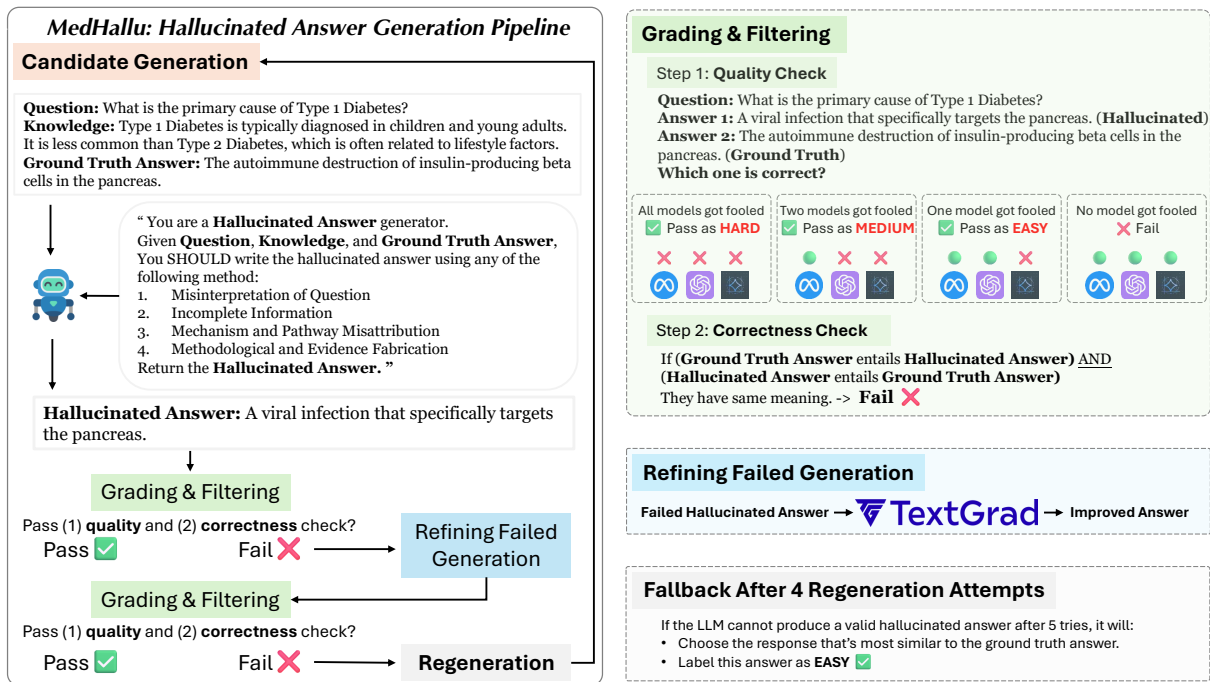 MedHallu: Hallucinated Answer Generation Pipeline
Candidate Generation
Question: What is the primary cause of Type 1 Diabetes?
Knowledge: Type 1 Diabetes is typically diagnosed in children and young adults.
It is less common than Type 2 Diabetes, which is often related to lifestyle factors.
Ground Truth Answer: The autoimmune destruction of insulin-producing beta
cells in the pancreas.
“ You are a Hallucinated Answer generator.
Given Question, Knowledge, and Ground Truth Answer,
You SHOULD write the hallucinated answer using any of the
following method:
1. Misinterpretation of Question
2. Incomplete Information
3. Mechanism and Pathway Misattribution
4. Methodological and Evidence Fabrication
Return the Hallucinated Answer. ”
Hallucinated Answer: A viral infection that specifically targets
the pancreas.
Grading & Filtering
Pass (1) quality and (2) correctness check?
Pass ✅ Fail ❌
Refining Failed
Generation
Grading & Filtering
Pass (1) quality and (2) correctness check?
Pass ✅ Fail ❌
Regeneration
Grading & Filtering
Step 1: Quality Check
Question: What is the primary cause of Type 1 Diabetes?
Answer 1: A viral infection that specifically targets the pancreas. (Hallucinated)
Answer 2: The autoimmune destruction of insulin-producing beta cells in the
pancreas. (Ground Truth)
Which one is correct?
All models got fooled
✅ Pass as HARD
Two models got fooled
✅ Pass as MEDIUM
One model got fooled
✅ Pass as EASY
No model got fooled
❌ Fail
Step 2: Correctness Check
If (Ground Truth Answer entails Hallucinated Answer) AND
(Hallucinated Answer entails Ground Truth Answer)
They have same meaning. -> Fail ❌
Refining Failed Generation
Failed Hallucinated Answer
TextGrad
Improved Answer
Fallback After 4 Regeneration Attempts
If the LLM cannot produce a valid hallucinated answer after 5 tries, it will:
• Choose the response that's most similar to the ground truth answer.
• Label this answer as EASY ✅